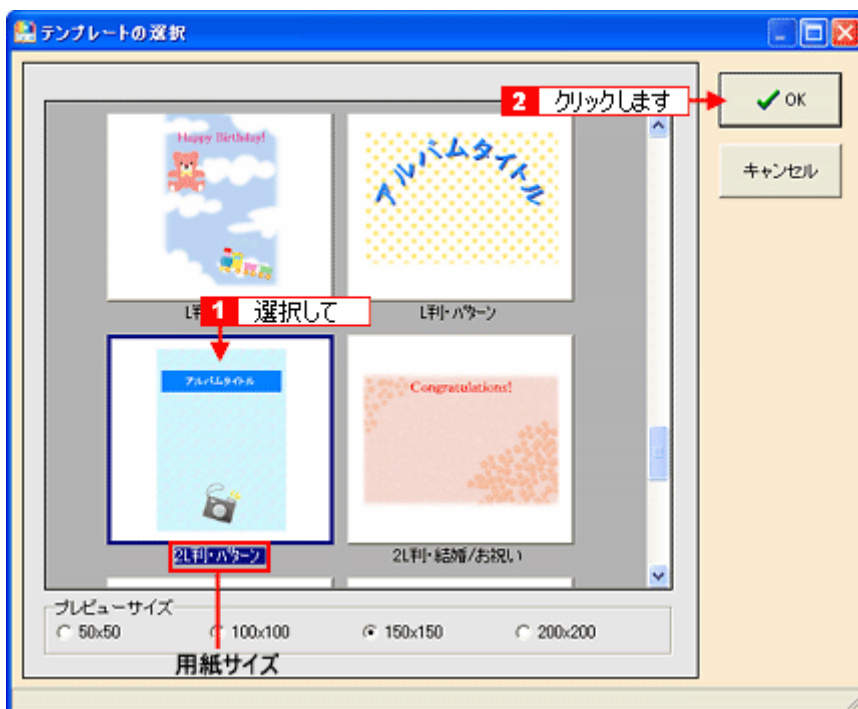 テンプレートの選択
2 クリックします
OK
キャンセル
Happy Birthday!
アルバムタイトル
L判・パターン
1 選択して
アルバムタイトル
Congratulations!
2L判・パターン
2L判・結婚/お祝い
プレビューサイズ
50x50
100x100
150x150
200x200
用紙サイズ